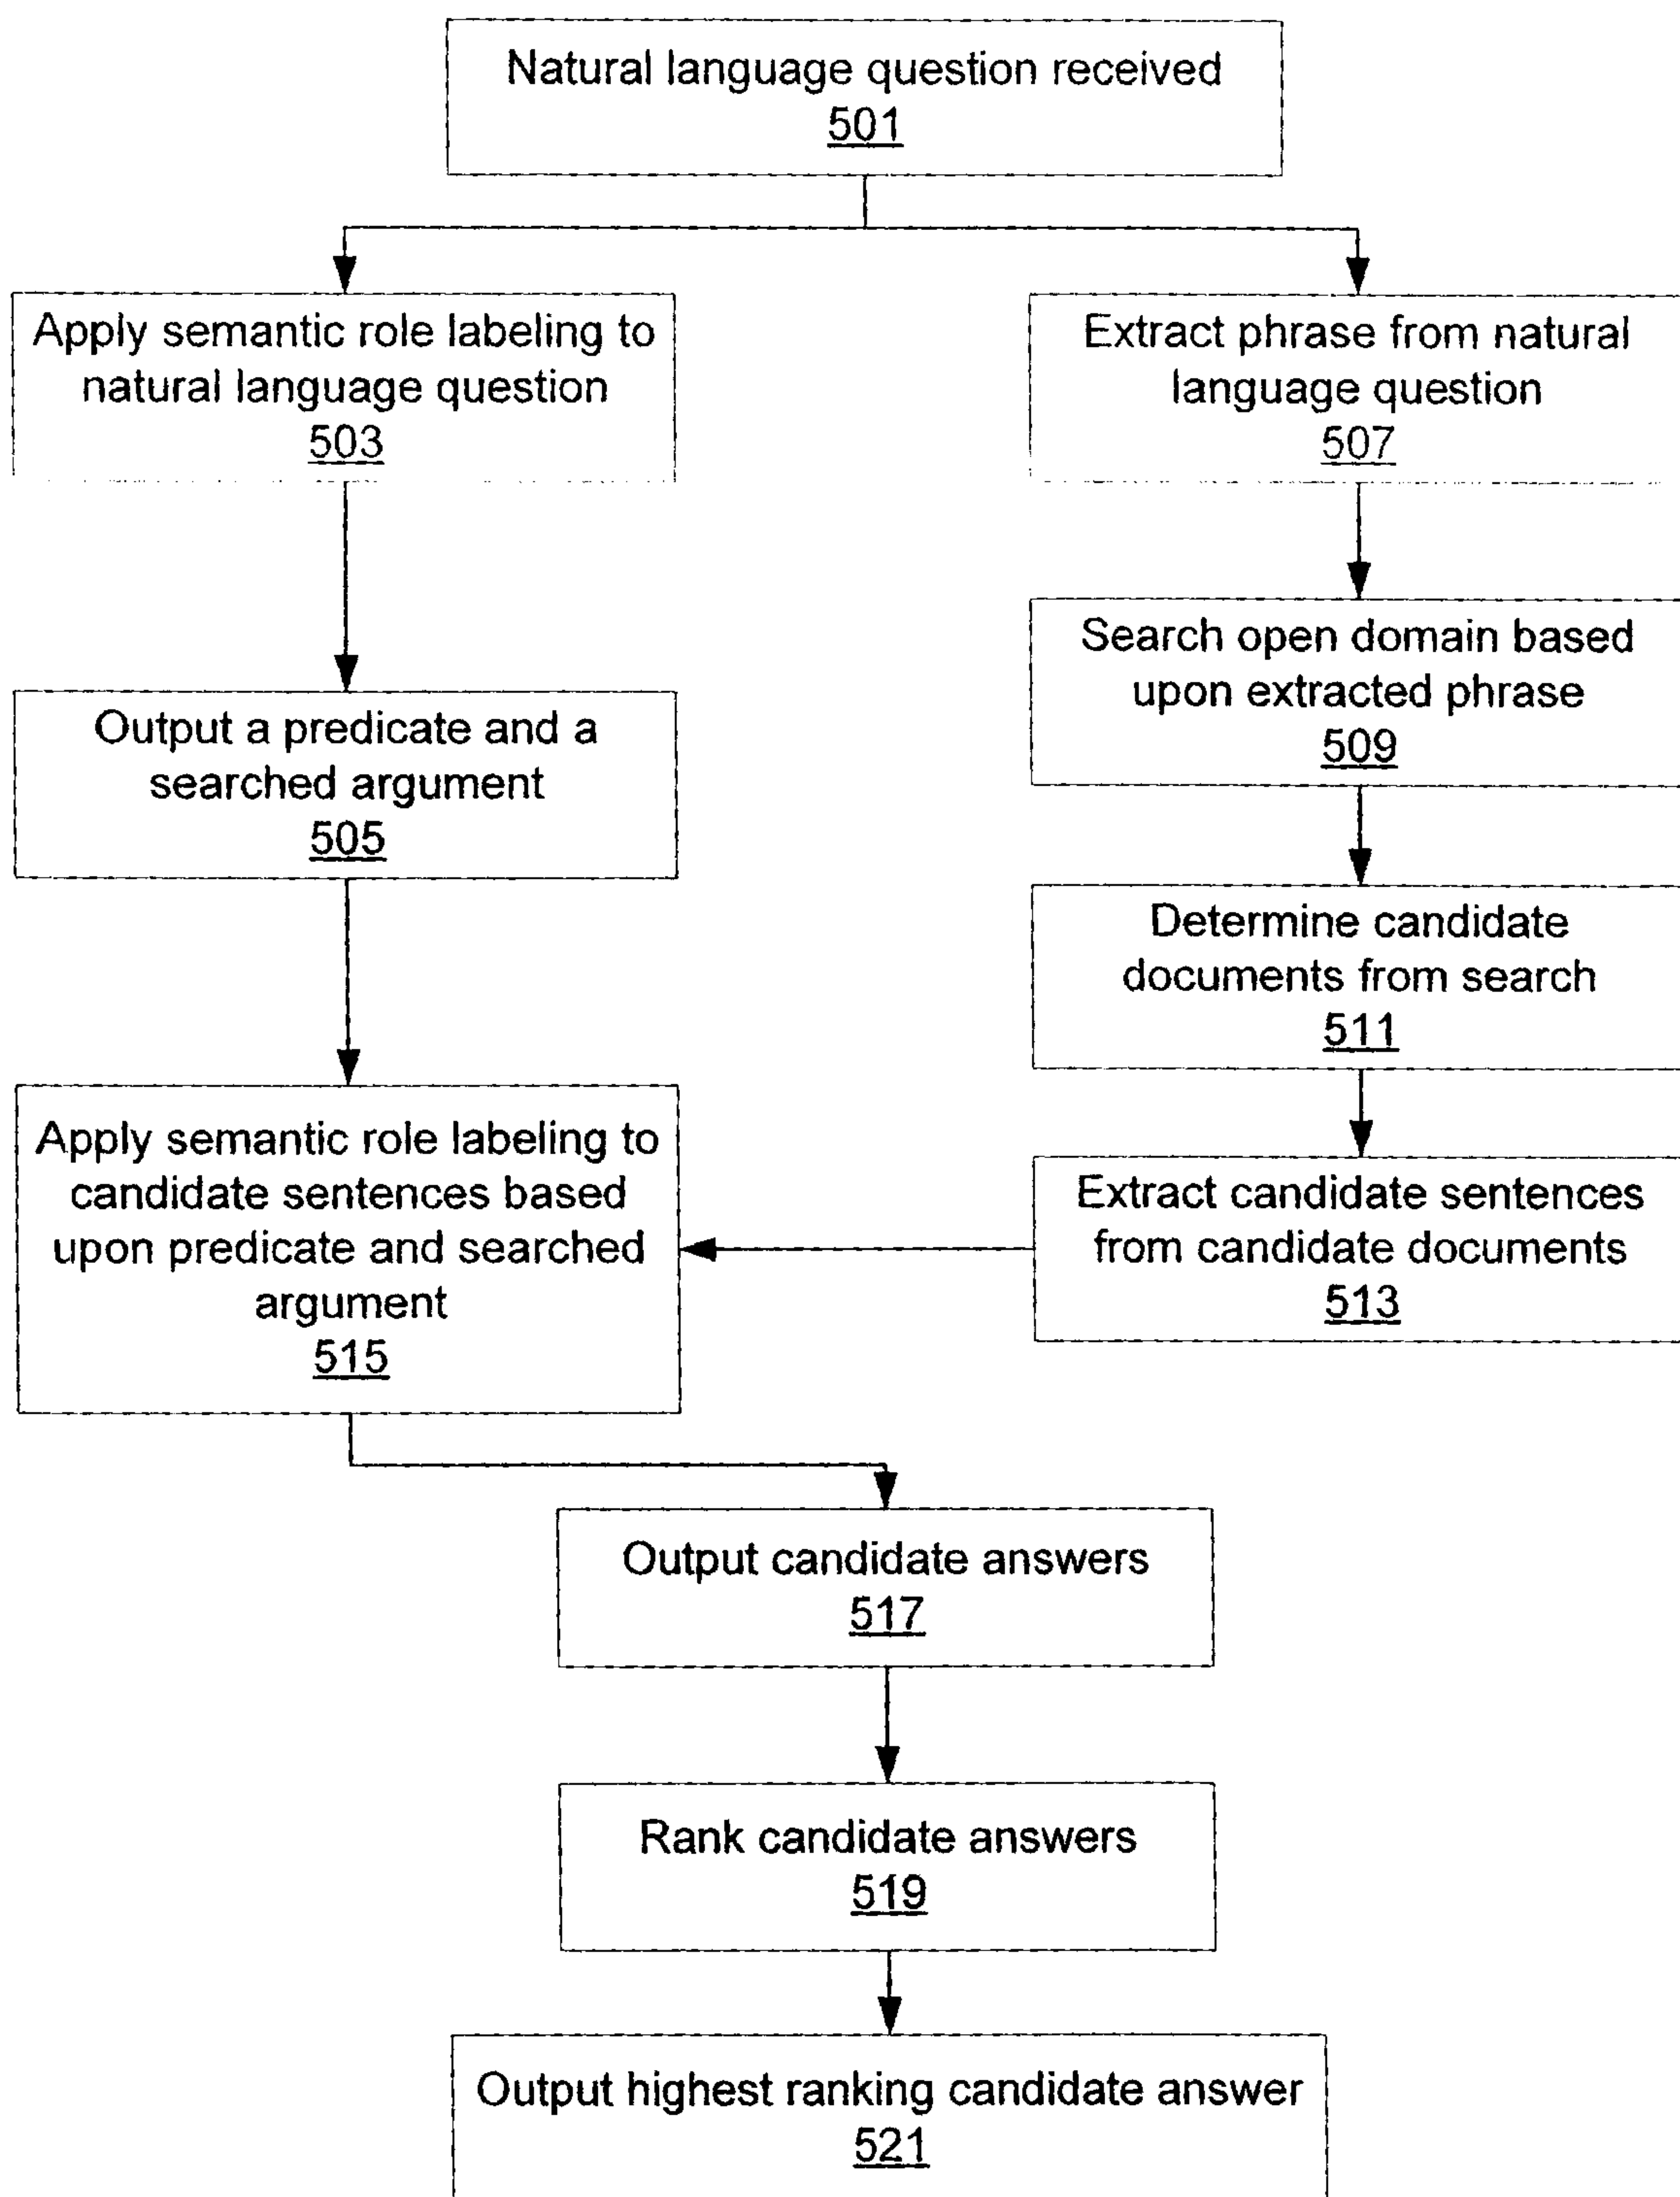 Natural language question received
501
Apply semantic role labeling to
natural language question
503
Extract phrase from natural
language question
507
Search open domain based
upon extracted phrase
509
Output a predicate and a
searched argument
505
Determine candidate
documents from search
511
Apply semantic role labeling to
candidate sentences based
upon predicate and searched
argument
515
Extract candidate sentences
from candidate documents
513
Output candidate answers
517
Rank candidate answers
519
Output highest ranking candidate answer
521